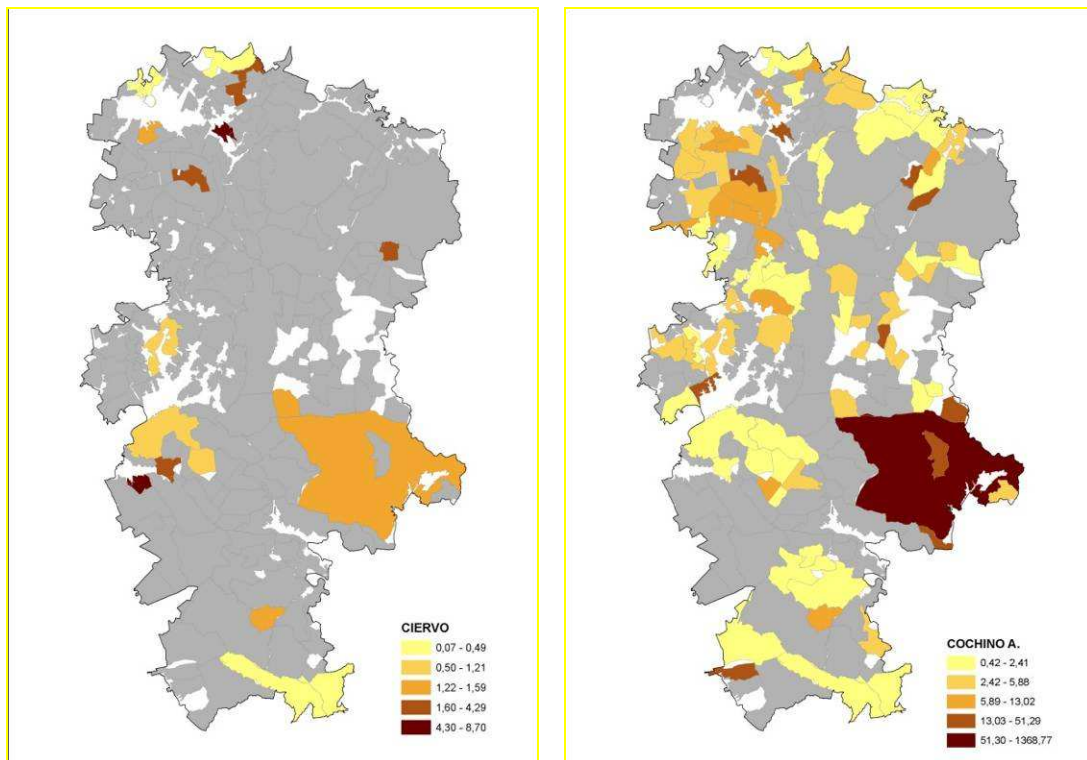 CIERVO
0,07 - 0,49
0,50 - 1,21
1,22 - 1,59
1,60 - 4,29
4,30 - 8,70
COCHINO A.
0,42 - 2,41
2,42 - 5,88
5,89 - 13,02
13,03 - 51,29
51,30 - 1368,77